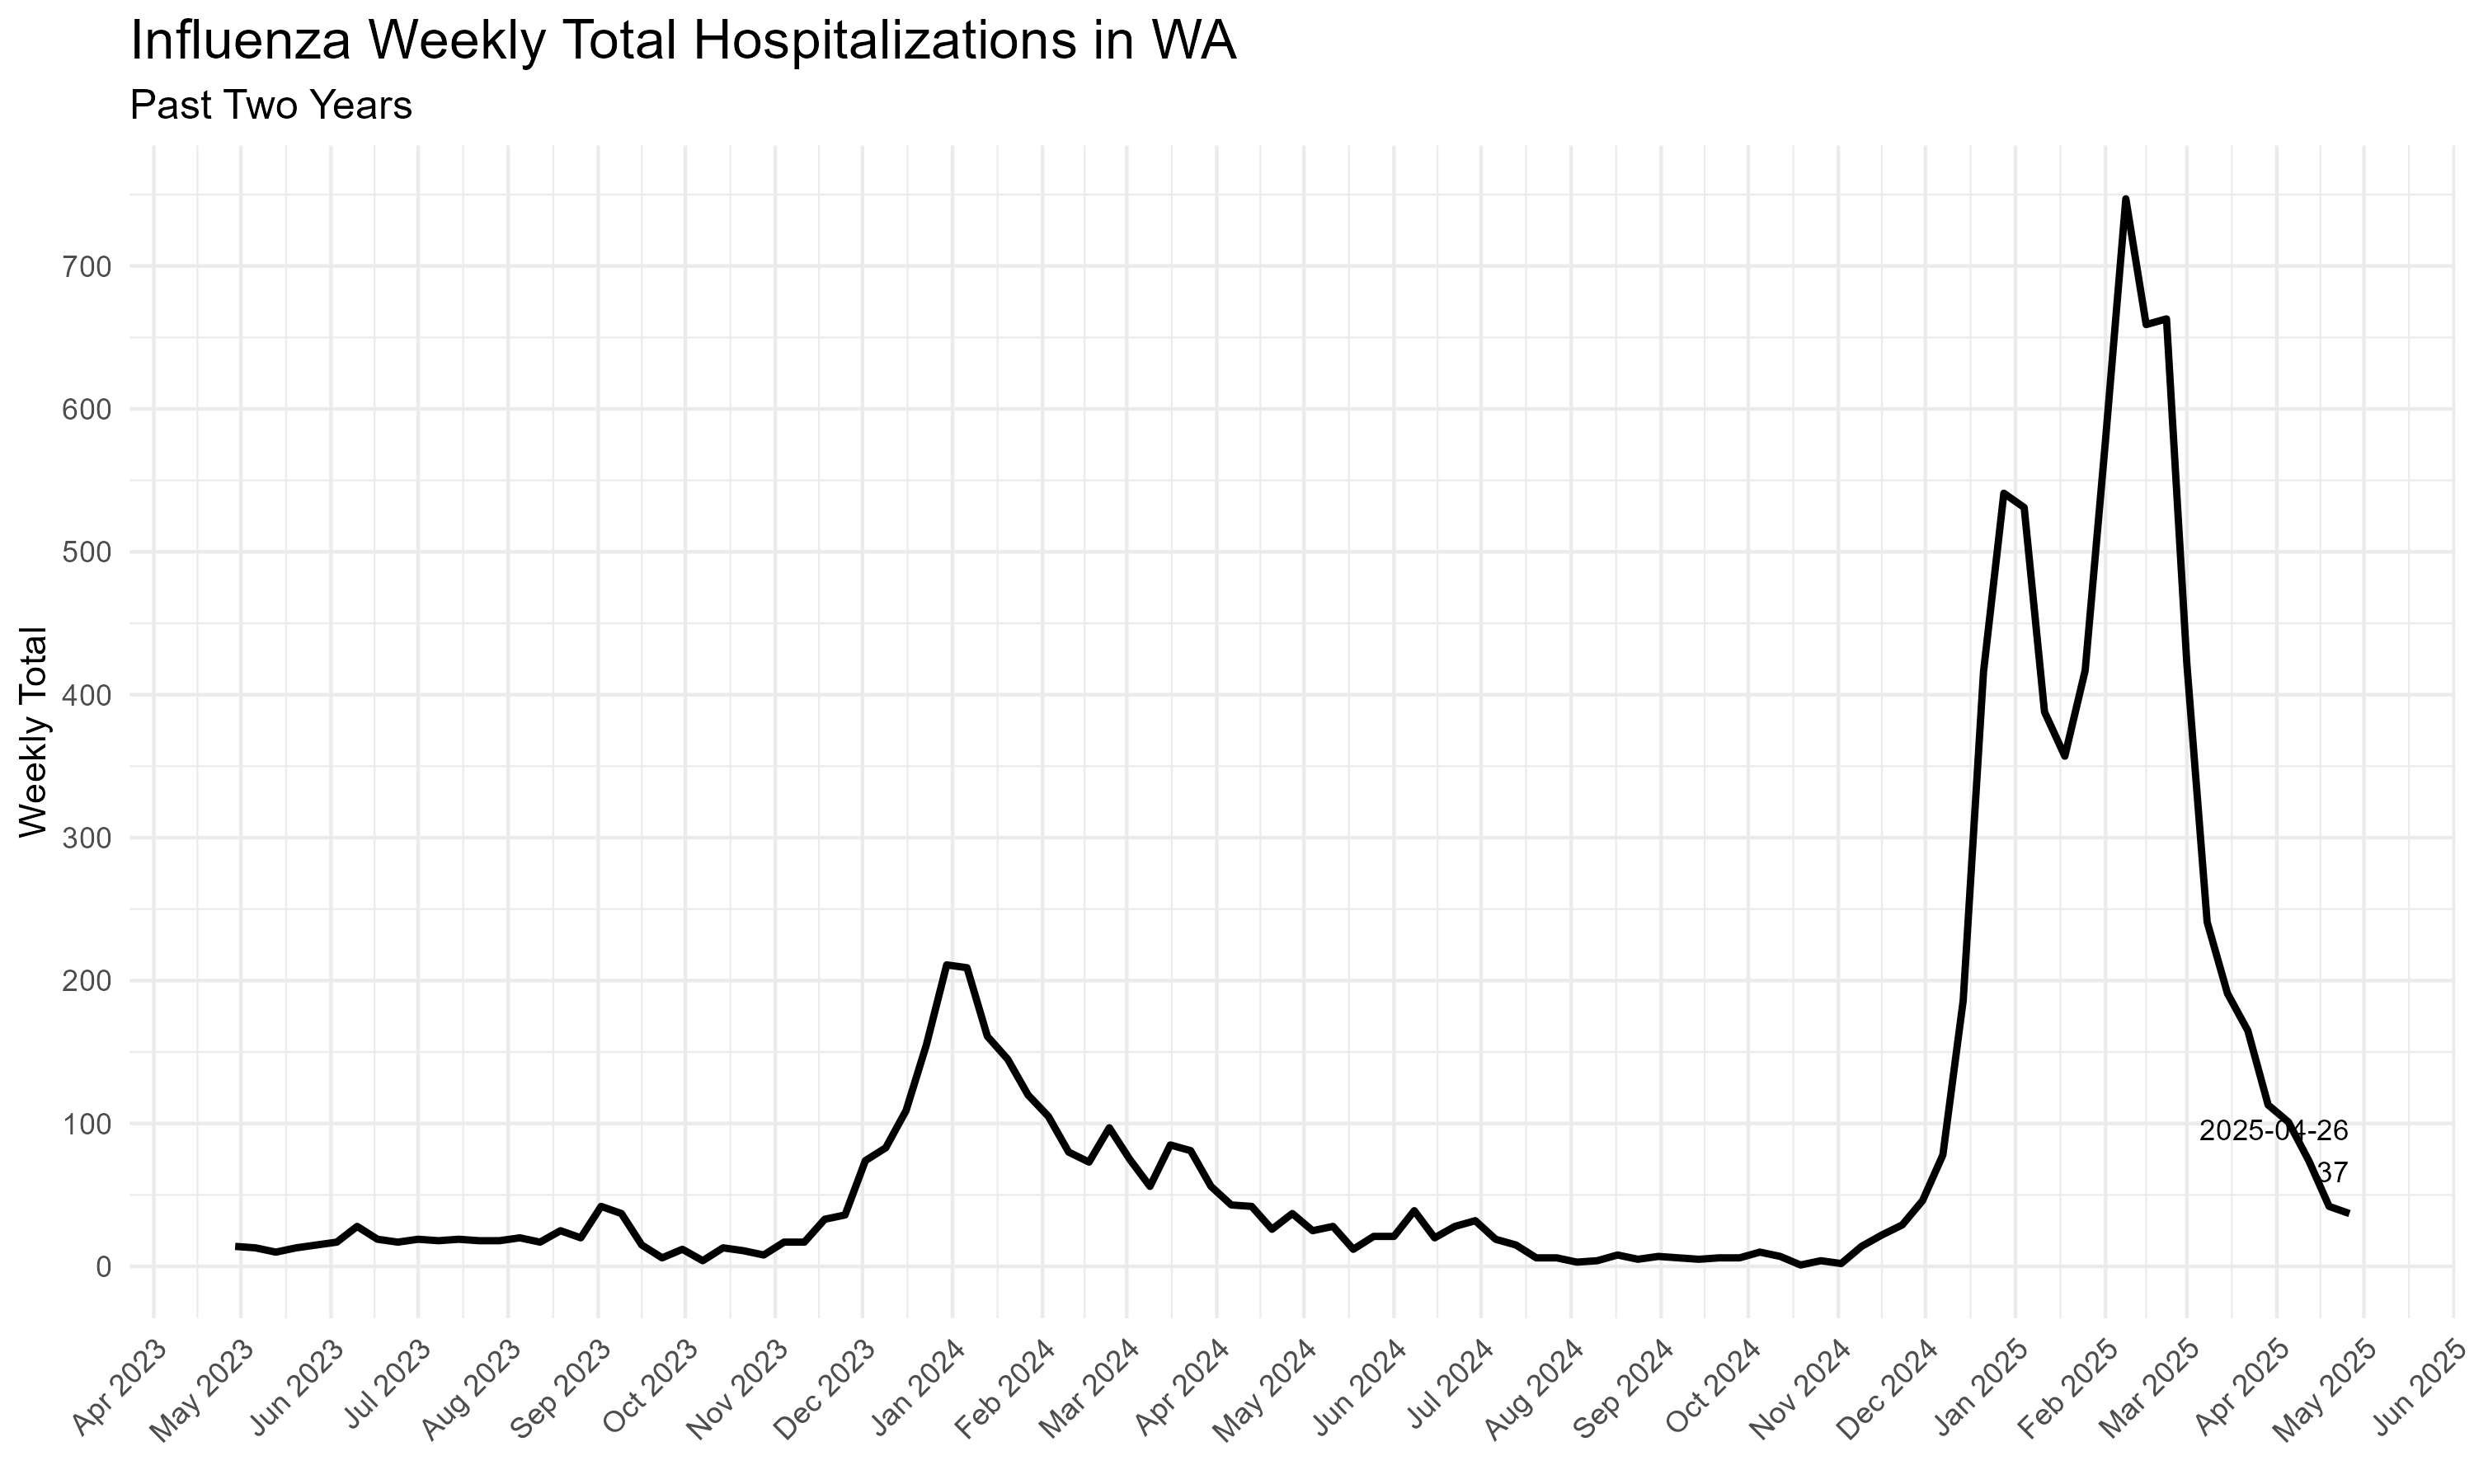 Influenza Weekly Total Hospitalizations in WA
Past Two Years
Weekly Total
700
600
500
400
300
200
100
0
2025-04-26
37
Apr 2023
May 2023
Jun 2023
Jul 2023
Aug 2023
Sep 2023
Oct 2023
Nov 2023
Dec 2023
Jan 2024
Feb 2024
Mar 2024
Apr 2024
May 2024
Jun 2024
Jul 2024
Aug 2024
Sep 2024
Oct 2024
Nov 2024
Dec 2024
Jan 2025
Feb 2025
Mar 2025
Apr 2025
May 2025
Jun 2025